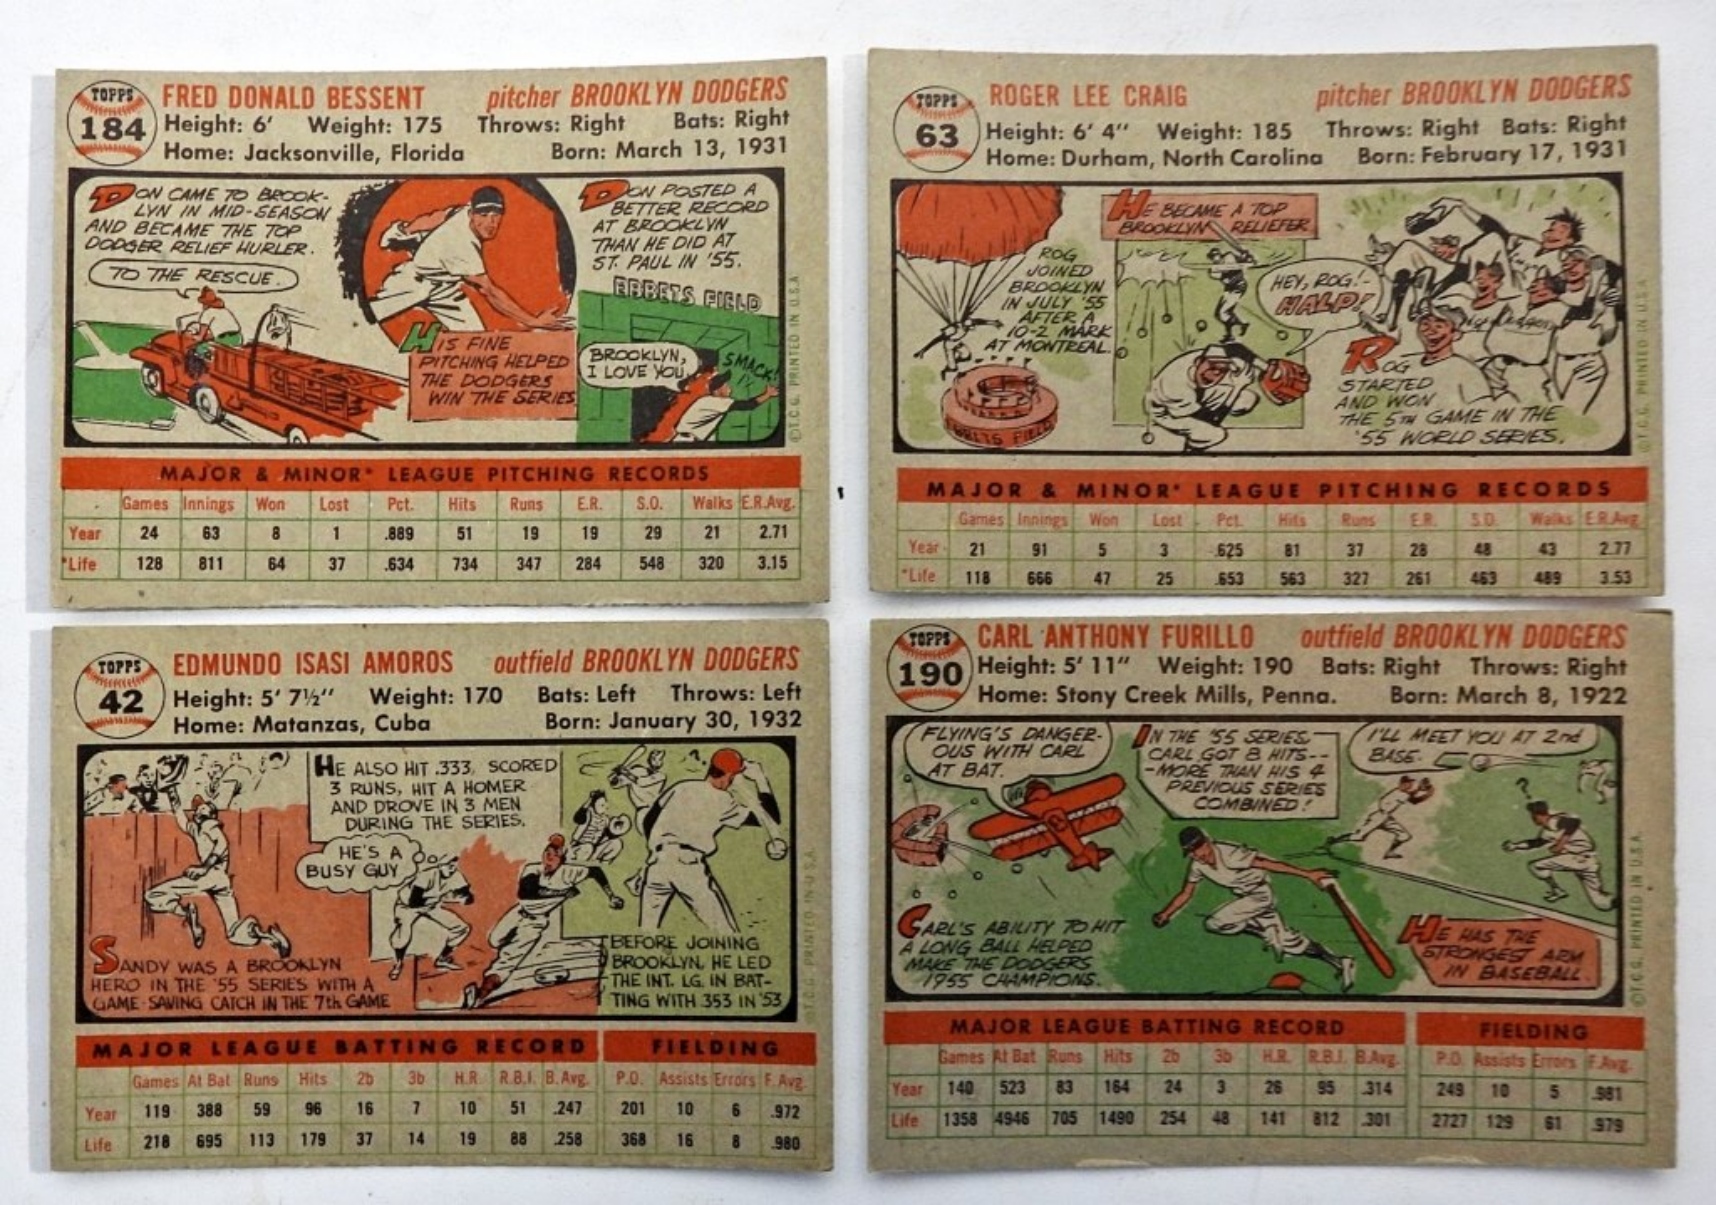 TOPPS
184
FRED DONALD BESSENT pitcher BROOKLYN DODGERS
Height: 6' Weight: 175 Throws: Right Bats: Right
Home: Jacksonville, Florida Born: March 13, 1931
DON CAME TO BROOK-
LYN IN MID-SEASON
AND BECAME THE TOP
DODGER RELIEF HURLER.
TO THE RESCUE.
HIS FINE
PITCHING HELPED
THE DODGERS
WIN THE SERIES
DON POSTED A
BETTER RECORD
AT BROOKLYN
THAN HE DID AT
ST. PAUL IN '55.
EBBETS FIELD
BROOKLYN,
I LOVE YOU
SMACK!
©T.C.G. PRINTED IN U.S.A
MAJOR & MINOR* LEAGUE PITCHING RECORDS
Games Innings Won Lost Pct. Hits Runs E.R. S.O. Walks E.R.Avg.
Year 24 63 8 1 .889 51 19 19 29 21 2.71
*Life 128 811 64 37 .634 734 347 284 548 320 3.15
TOPPS
63
ROGER LEE CRAIG pitcher BROOKLYN DODGERS
Height: 6' 4" Weight: 185 Throws: Right Bats: Right
Home: Durham, North Carolina Born: February 17, 1931
ROG
JOINED
BROOKLYN
IN JULY '55
AFTER A
10-2 MARK
AT MONTREAL.
EBBETS FIELD
HE BECAME A TOP
BROOKLYN RELIEFER
HEY, ROG!-
HALP!
ROG
STARTED
AND WON
THE 5TH GAME IN THE
'55 WORLD SERIES.
©T.C.G. PRINTED IN U.S.A
MAJOR & MINOR* LEAGUE PITCHING RECORDS
Games Innings Won Lost Pct. Hits Runs E.R. S.O. Walks E.R.Avg.
Year 21 91 5 3 .625 81 37 28 48 43 2.77
*Life 118 666 47 25 .653 563 327 261 463 489 3.53
TOPPS
42
EDMUNDO ISASI AMOROS outfield BROOKLYN DODGERS
Height: 5' 7½" Weight: 170 Bats: Left Throws: Left
Home: Matanzas, Cuba Born: January 30, 1932
SANDY WAS A BROOKLYN
HERO IN THE '55 SERIES WITH A
GAME-SAVING CATCH IN THE 7th GAME
HE ALSO HIT .333, SCORED
3 RUNS, HIT A HOMER
AND DROVE IN 3 MEN
DURING THE SERIES.
HE'S A
BUSY GUY
?
BEFORE JOINING
BROOKLYN, HE LED
THE INT. LG. IN BAT-
TING WITH .353 IN '53
©T.C.G. PRINTED IN U.S.A.
MAJOR LEAGUE BATTING RECORD FIELDING
Games At Bat Runs Hits 2b 3b H.R. R.B.I. B.Avg. P.O. Assists Errors F.Avg.
Year 119 388 59 96 16 7 10 51 .247 201 10 6 .972
Life 218 695 113 179 37 14 19 88 .258 368 16 8 .980
TOPPS
190
CARL ANTHONY FURILLO outfield BROOKLYN DODGERS
Height: 5' 11" Weight: 190 Bats: Right Throws: Right
Home: Stony Creek Mills, Penna. Born: March 8, 1922
FLYING'S DANGER-
OUS WITH CARL
AT BAT.
CARL'S ABILITY TO HIT
A LONG BALL HELPED
MAKE THE DODGERS
1955 CHAMPIONS.
IN THE '55 SERIES,
CARL GOT 8 HITS--
-MORE THAN HIS 4
PREVIOUS SERIES
COMBINED!
I'LL MEET YOU AT 2nd
BASE.
?
HE HAS THE
STRONGEST ARM
IN BASEBALL.
©T.C.G. PRINTED IN U.S.A.
MAJOR LEAGUE BATTING RECORD FIELDING
Games At Bat Runs Hits 2b 3b H.R. R.B.I. B.Avg. P.O. Assists Errors F.Avg.
Year 140 523 83 164 24 3 26 95 .314 249 10 5 .981
Life 1358 4946 705 1490 254 48 141 812 .301 2727 129 61 .979